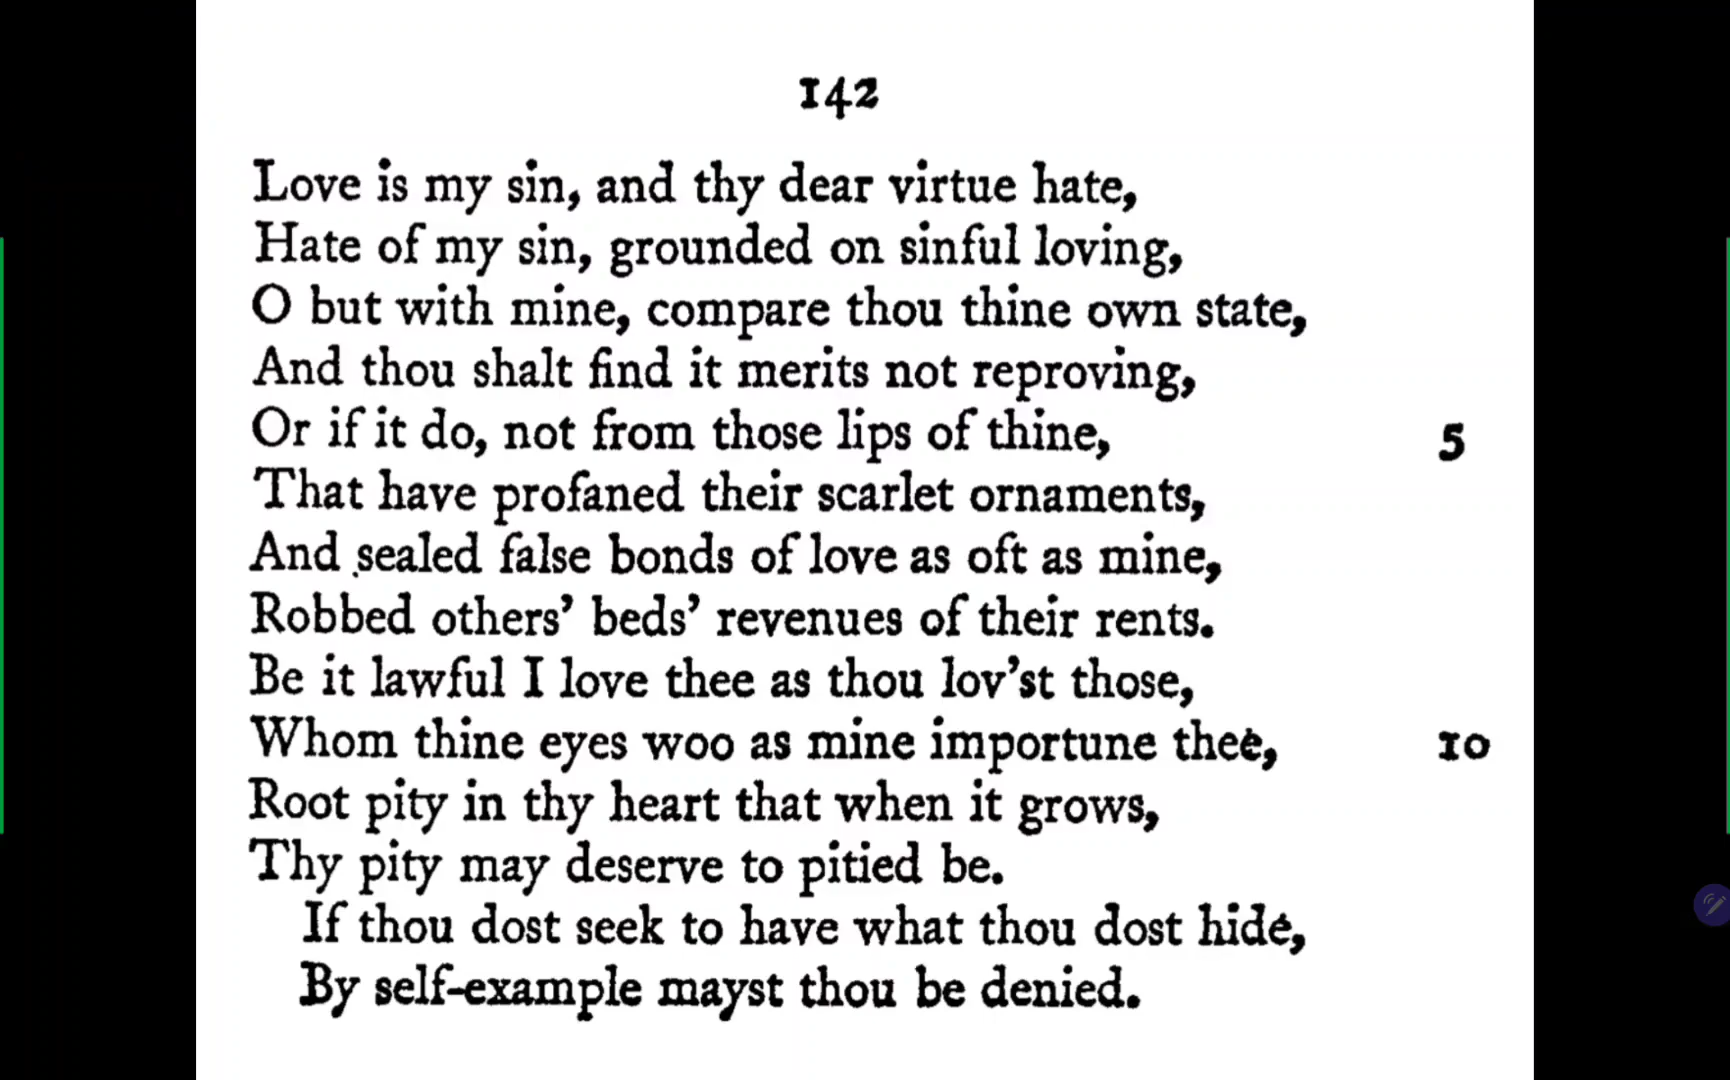 142
Love is my sin, and thy dear virtue hate,
Hate of my sin, grounded on sinful loving,
O but with mine, compare thou thine own state,
And thou shalt find it merits not reproving,
Or if it do, not from those lips of thine, 5
That have profaned their scarlet ornaments,
And sealed false bonds of love as oft as mine,
Robbed others' beds' revenues of their rents.
Be it lawful I love thee as thou lov'st those,
Whom thine eyes woo as mine importune thee, 10
Root pity in thy heart that when it grows,
Thy pity may deserve to pitied be.
If thou dost seek to have what thou dost hide,
By self-example mayst thou be denied.